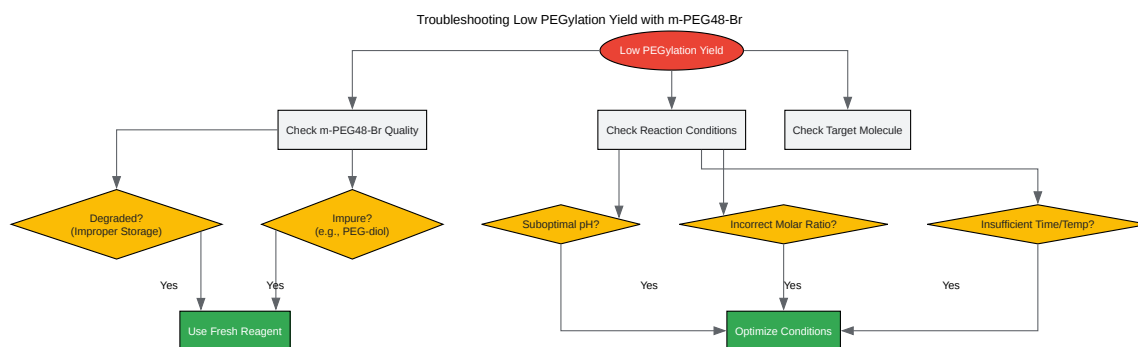 Troubleshooting Low PEGylation Yield with m-PEG48-Br
Low PEGylation Yield
Check m-PEG48-Br Quality
Check Reaction Conditions
Check Target Molecule
Degraded?
(Improper Storage)
Impure?
(e.g., PEG-diol)
Suboptimal pH?
Incorrect Molar Ratio?
Insufficient Time/Temp?
Yes
Yes
Yes
Yes
Yes
Use Fresh Reagent
Optimize Conditions